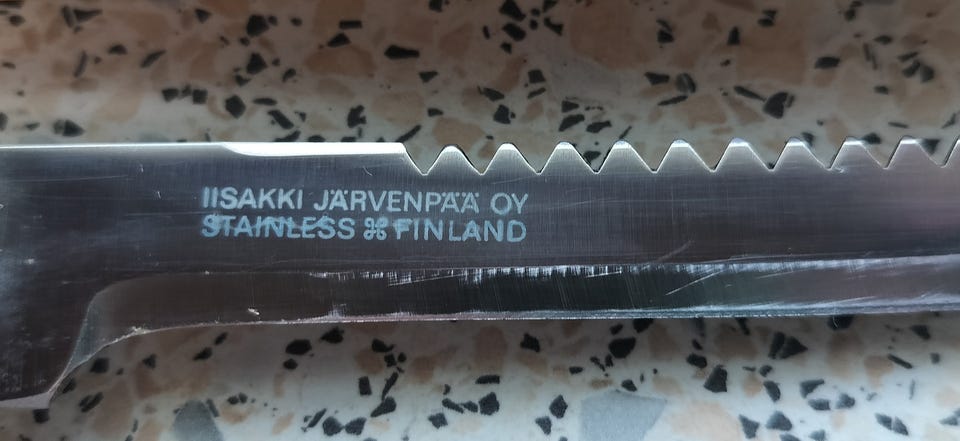 IISAKKI JÄRVENPÄÄ OY
STAINLESS ⌘ FINLAND